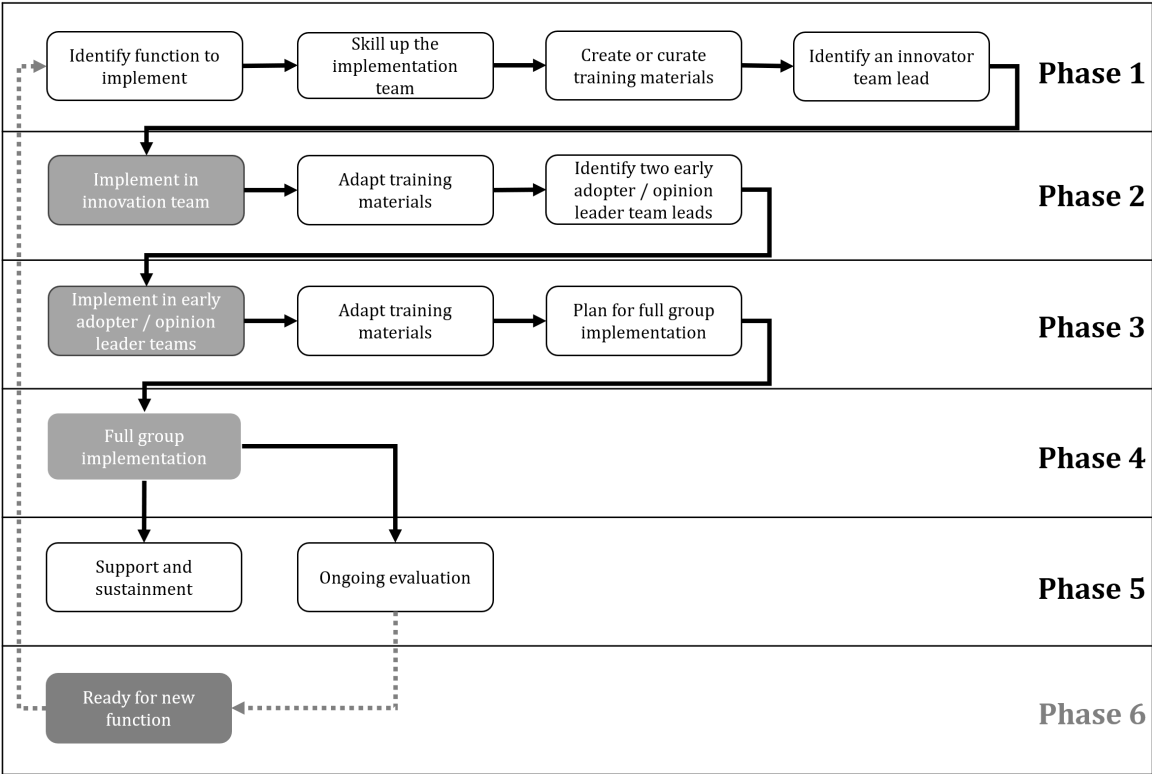 Identify function to
implement
Skill up the
implementation
team
Create or curate
training materials
Identify an innovator
team lead
Phase 1
Implement in
innovation team
Adapt training
materials
Identify two early
adopter / opinion
leader team leads
Phase 2
Implement in early
adopter / opinion
leader teams
Adapt training
materials
Plan for full group
implementation
Phase 3
Full group
implementation
Phase 4
Support and
sustainment
Ongoing evaluation
Phase 5
Ready for new
function
Phase 6